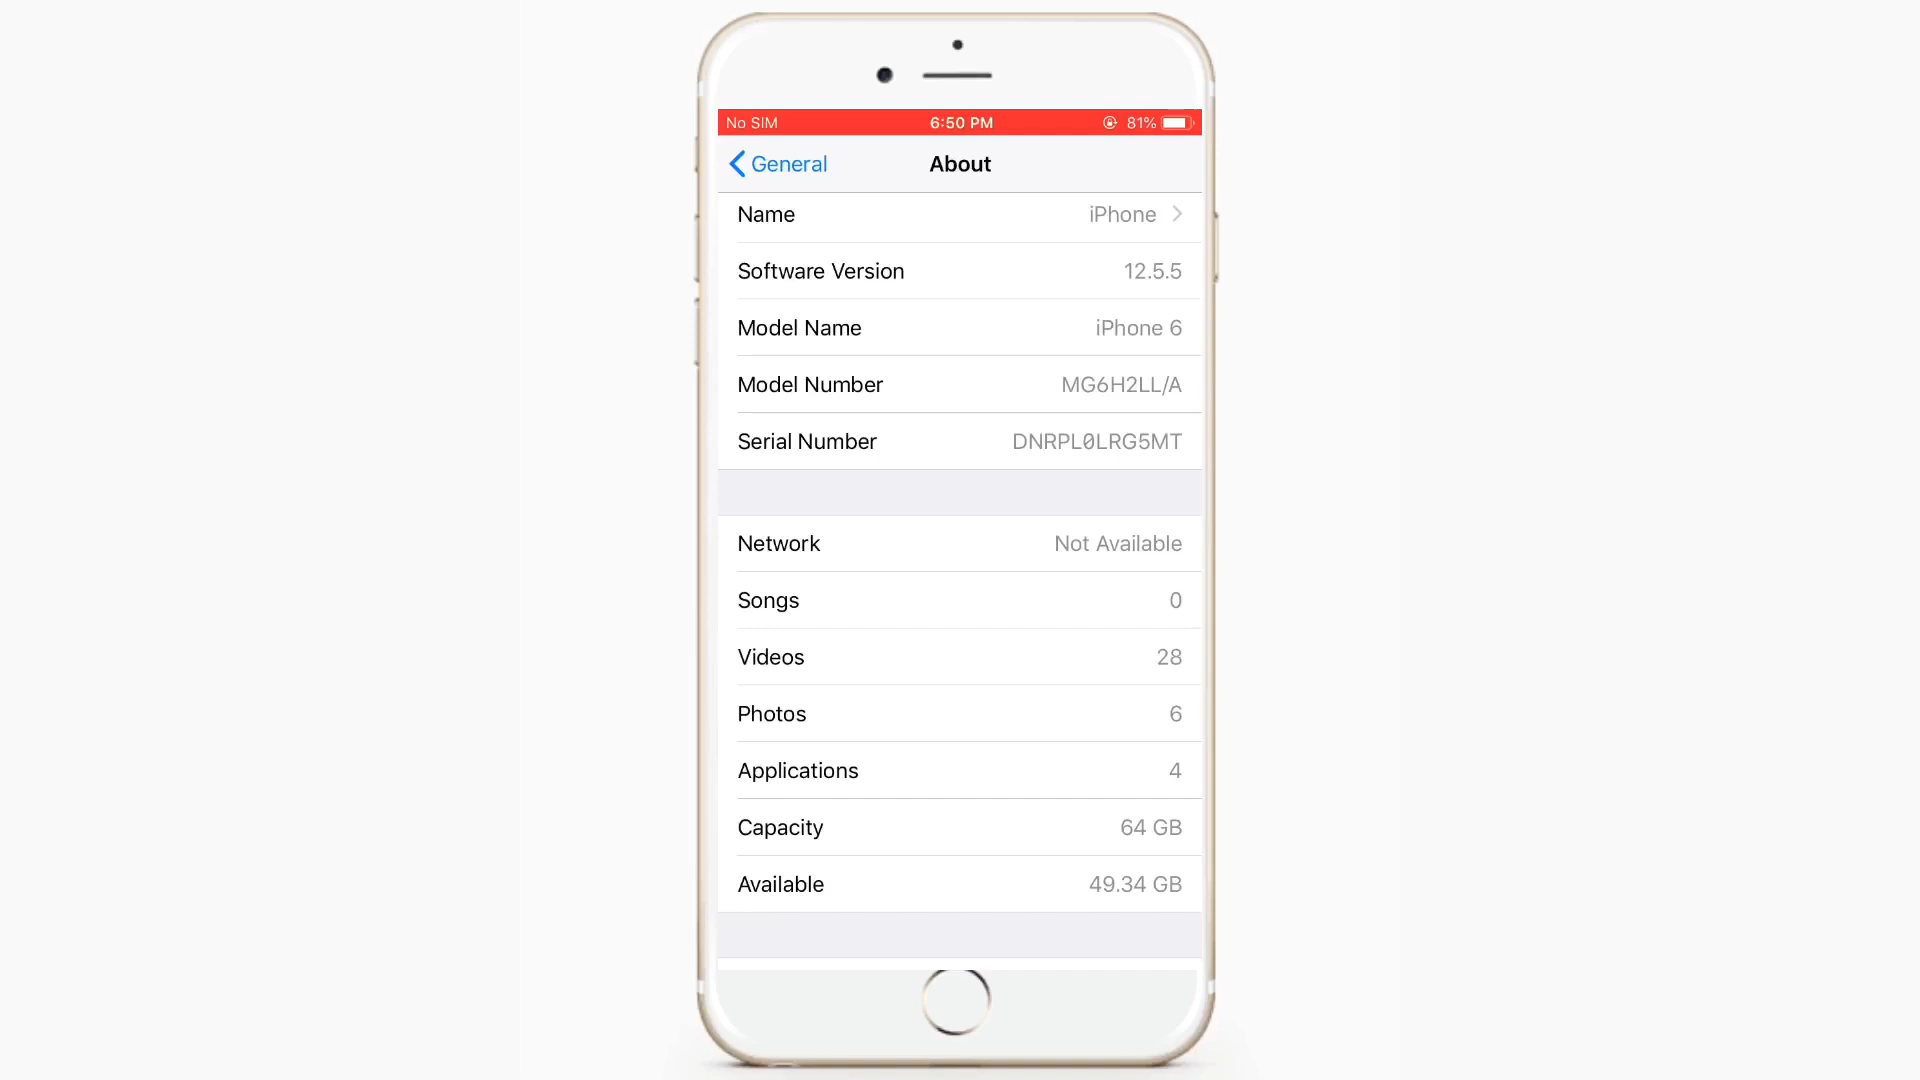 No SIM 6:50 PM 81%
General About
Name iPhone
Software Version 12.5.5
Model Name iPhone 6
Model Number MG6H2LL/A
Serial Number DNRPL0LRG5MT
Network Not Available
Songs 0
Videos 28
Photos 6
Applications 4
Capacity 64 GB
Available 49.34 GB